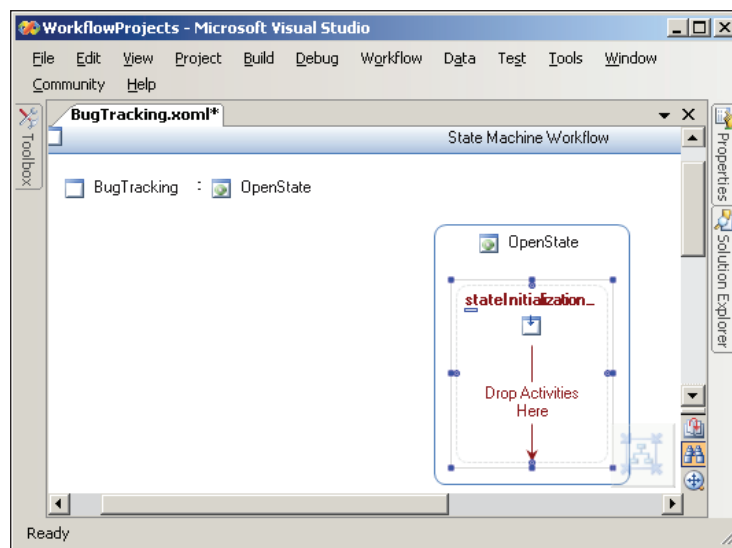 WorkflowProjects - Microsoft Visual Studio
File Edit View Project Build Debug Workflow Data Test Tools Window
Community Help
Toolbox
BugTracking.xoml*
State Machine Workflow
BugTracking : OpenState
OpenState
stateInitialization_
Drop Activities
Here
Properties
Solution Explorer
Ready